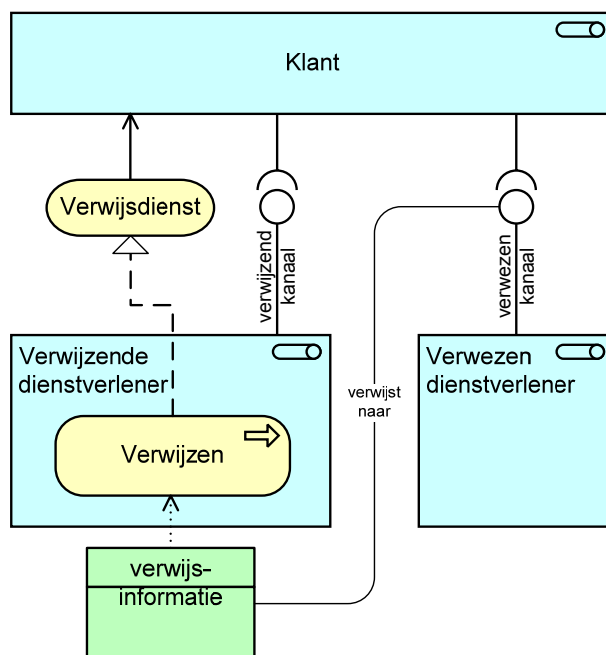 Klant
Verwijsdienst
verwijzend
kanaal
verwezen
kanaal
Verwijzende
dienstverlener
Verwezen
dienstverlener
verwijst
naar
Verwijzen
verwijs-
informatie